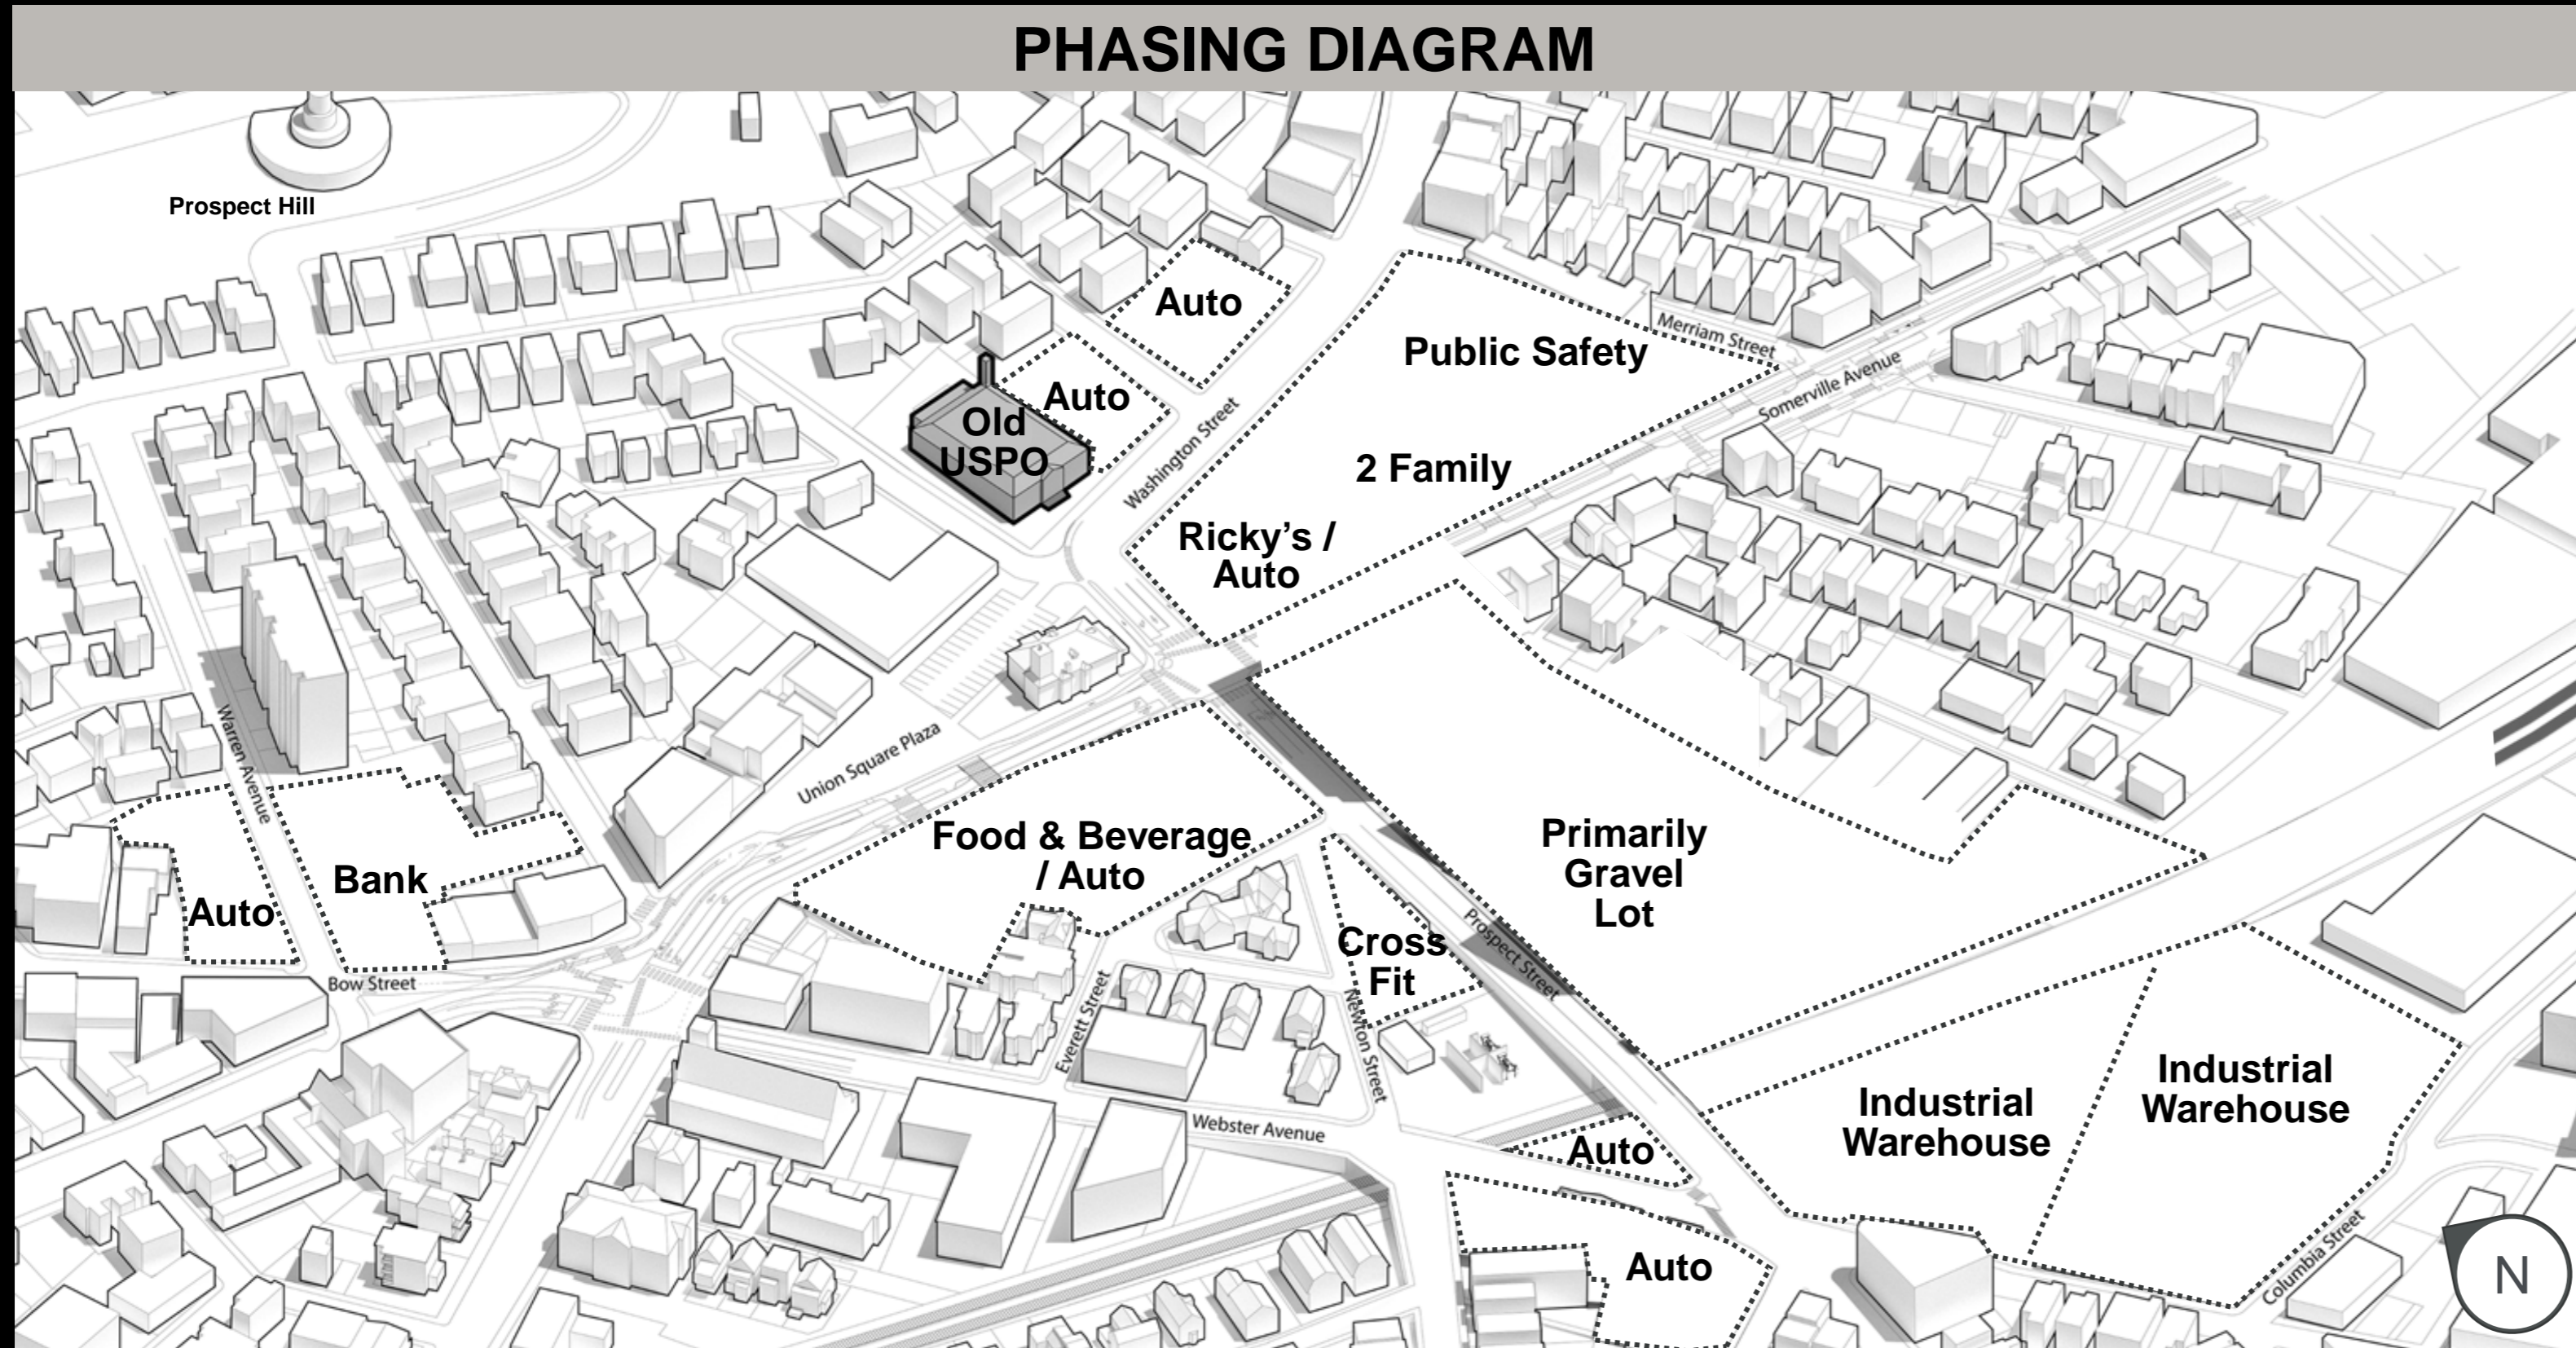 PHASING DIAGRAM
Prospect Hill
Auto
Public Safety
Merriam Street
Somerville Avenue
Auto
Old
USPO
Washington Street
2 Family
Ricky's /
Auto
Union Square Plaza
Warren Avenue
Food & Beverage
/ Auto
Primarily
Gravel
Lot
Bank
Auto
Cross
Fit
Prospect Street
Bow Street
Everett Street
Newton Street
Industrial
Warehouse
Industrial
Warehouse
Webster Avenue
Auto
Auto
Columbia Street
N